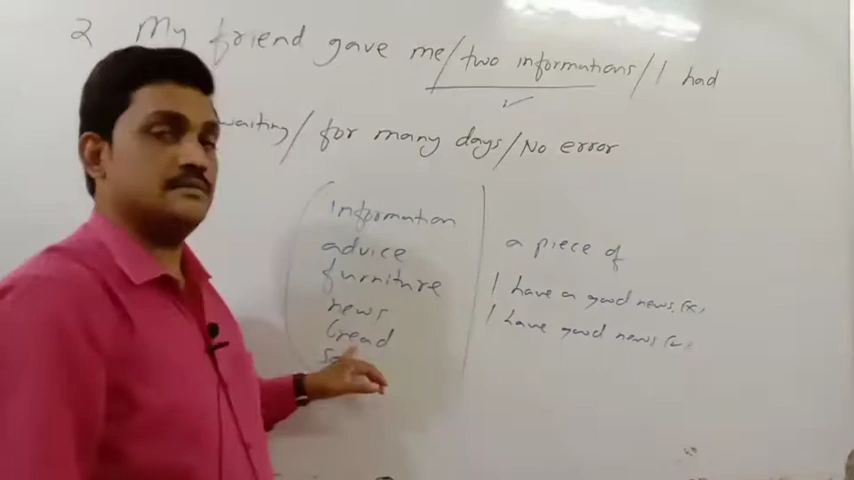 2 My friend gave me/two informations/I had
waiting/for many days/No error
information
advice
furniture
news
bread
a piece of
I have a good news (x)
I have good news (✓)